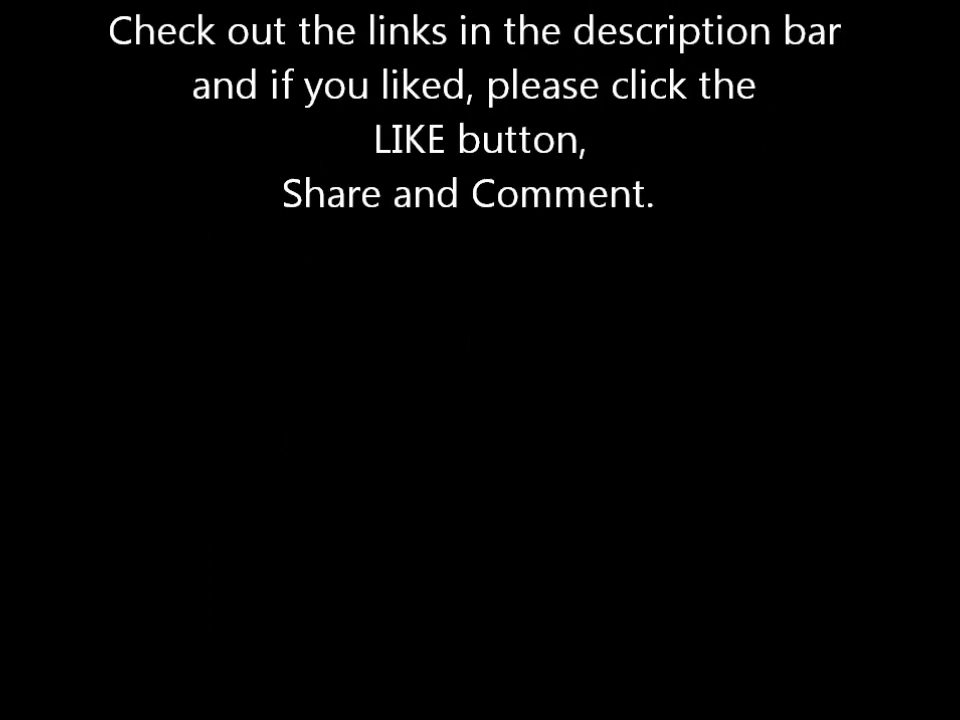 Check out the links in the description bar
and if you liked, please click the
LIKE button,
Share and Comment.